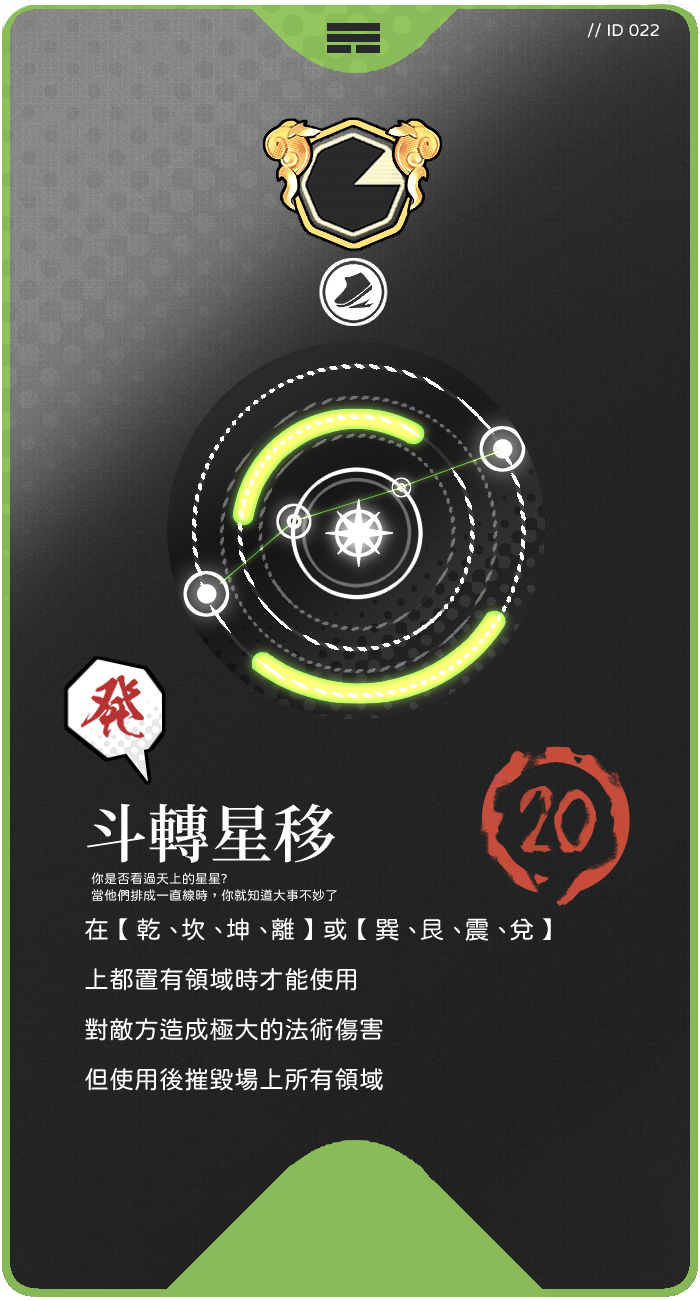 // ID 022
發
斗轉星移
20
你是否看過天上的星星?
當他們排成一直線時，你就知道大事不妙了
在【 乾、坎、坤、離 】或【 巽、艮、震、兌 】
上都置有領域時才能使用
對敵方造成極大的法術傷害
但使用後摧毀場上所有領域